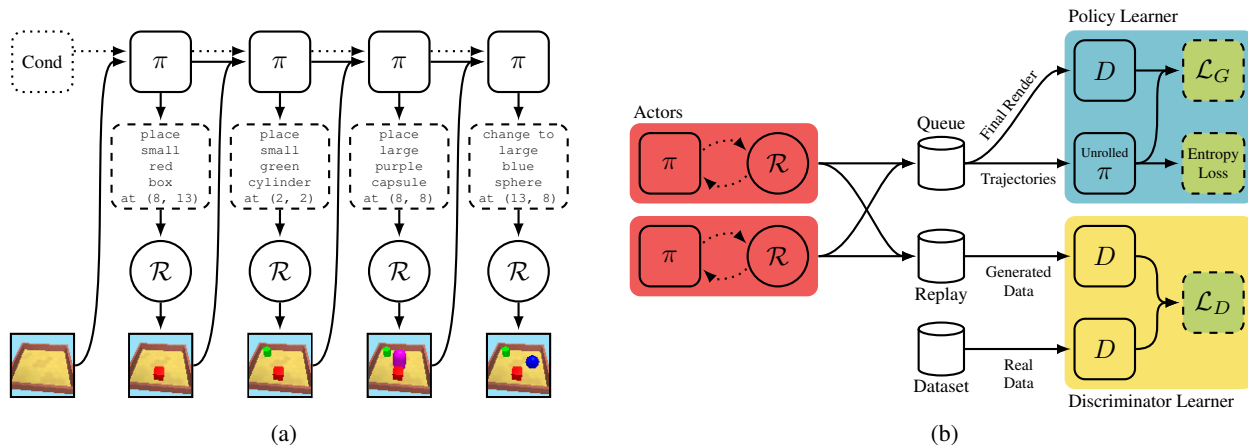 Cond
π
π
π
π
place
small
red
box
at (8, 13)
place
small
green
cylinder
at (2, 2)
place
large
purple
capsule
at (8, 8)
change to
large
blue
sphere
at (13, 8)
R
R
R
R
(a)
Policy Learner
D
L_G
Final Render
Actors
Queue
π
R
Trajectories
Unrolled
π
Entropy
Loss
π
R
Replay
Generated
Data
D
L_D
Dataset
Real
Data
D
Discriminator Learner
(b)